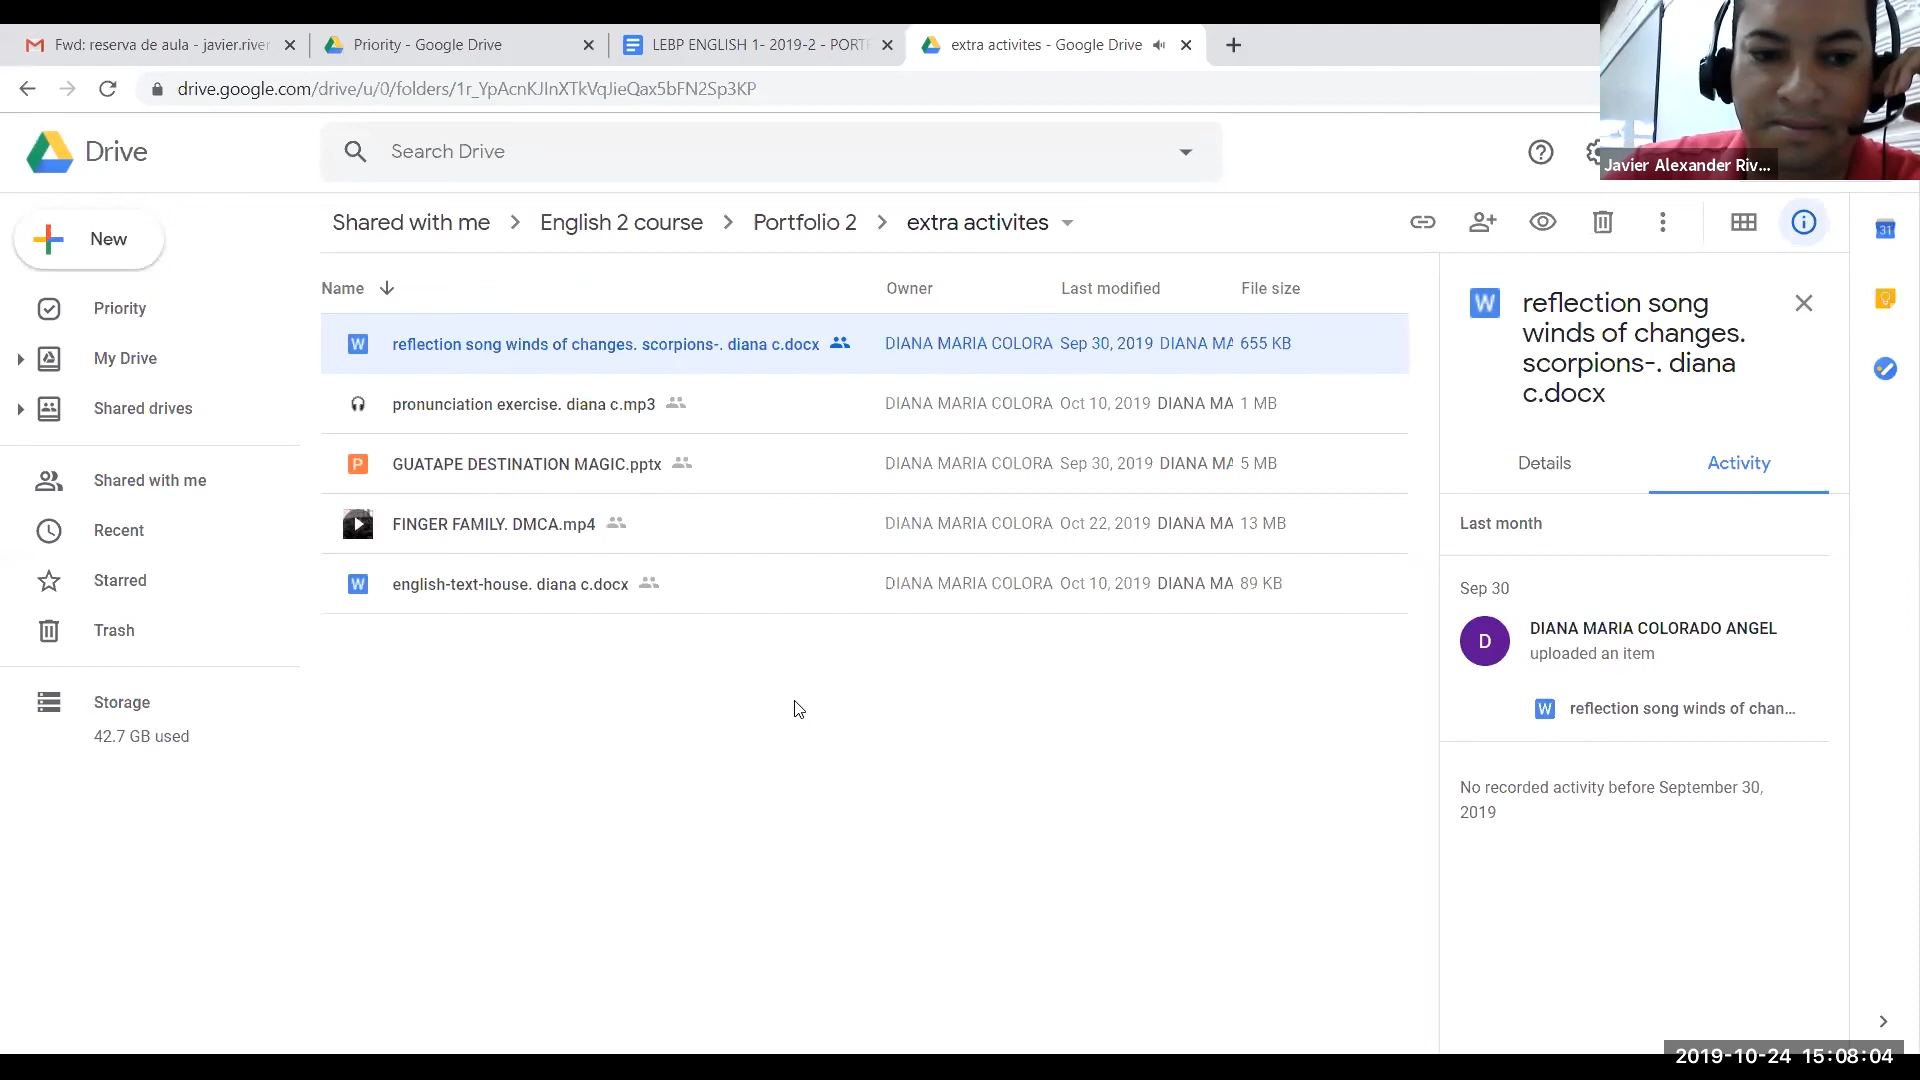 Fwd: reserva de aula - javier.river
Priority - Google Drive
LEBP ENGLISH 1- 2019-2 - PORTF
extra activites - Google Drive
drive.google.com/drive/u/0/folders/1r_YpAcnKJInXTkVqJieQax5bFN2Sp3KP
Javier Alexander Riv...
Drive
Search Drive
New
Priority
My Drive
Shared drives
Shared with me
Recent
Starred
Trash
Storage
42.7 GB used
Shared with me > English 2 course > Portfolio 2 > extra activites
Name Owner Last modified File size
reflection song winds of changes. scorpions-. diana c.docx DIANA MARIA COLORA Sep 30, 2019 DIANA MA 655 KB
pronunciation exercise. diana c.mp3 DIANA MARIA COLORA Oct 10, 2019 DIANA MA 1 MB
GUATAPE DESTINATION MAGIC.pptx DIANA MARIA COLORA Sep 30, 2019 DIANA MA 5 MB
FINGER FAMILY. DMCA.mp4 DIANA MARIA COLORA Oct 22, 2019 DIANA MA 13 MB
english-text-house. diana c.docx DIANA MARIA COLORA Oct 10, 2019 DIANA MA 89 KB
reflection song
winds of changes.
scorpions-. diana
c.docx
Details Activity
Last month
Sep 30
D
DIANA MARIA COLORADO ANGEL
uploaded an item
W reflection song winds of chan...
No recorded activity before September 30,
2019
31
2019-10-24 15:08:04